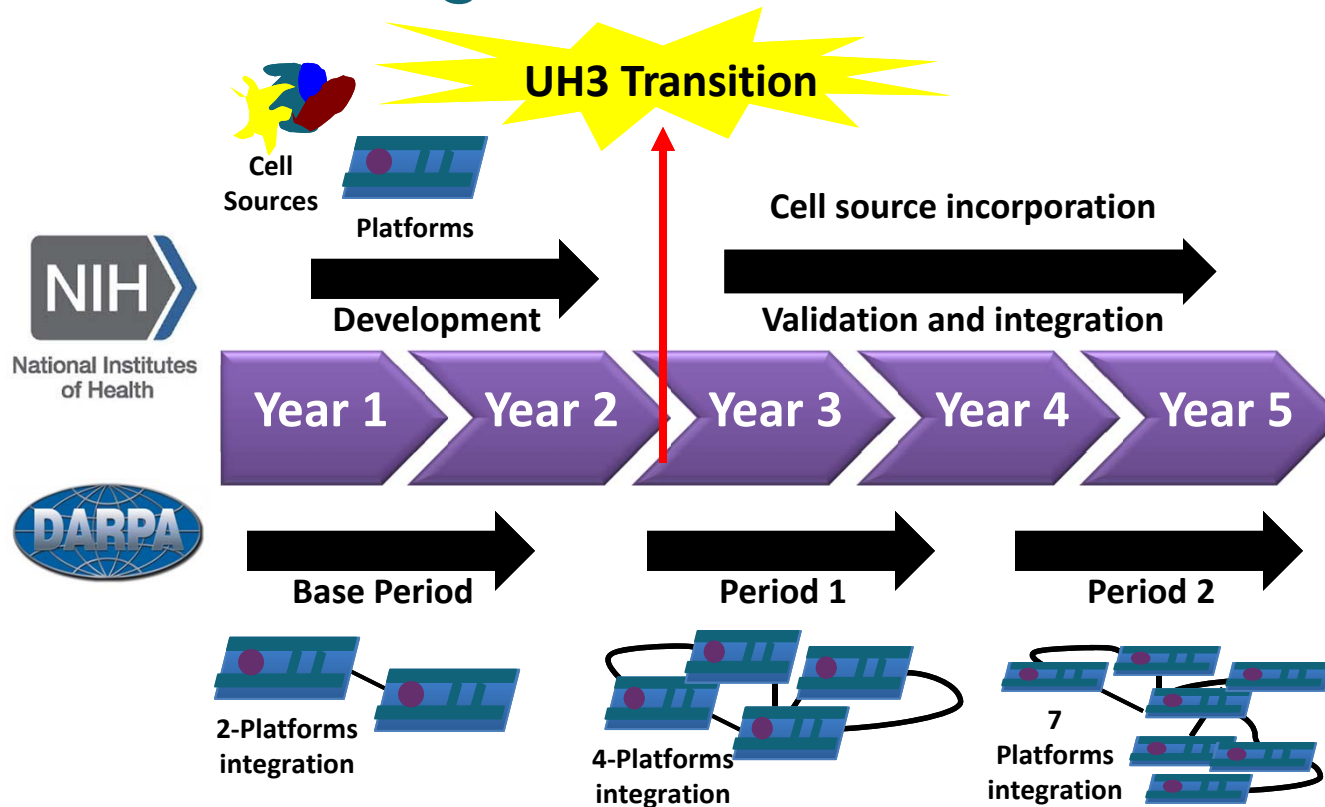 UH3 Transition
Cell
Sources
Platforms
Cell source incorporation
NIH
National Institutes
of Health
Development
Validation and integration
Year 1
Year 2
Year 3
Year 4
Year 5
DARPA
Base Period
Period 1
Period 2
2-Platforms
integration
4-Platforms
integration
7
Platforms
integration